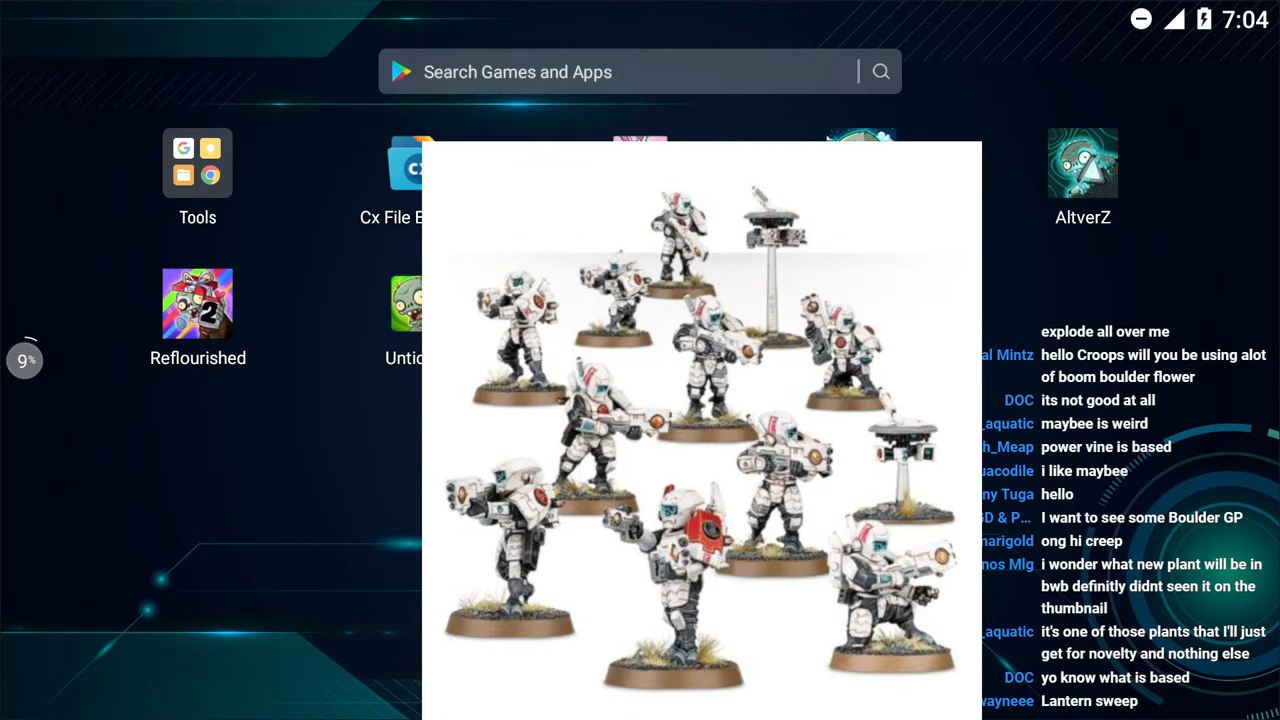 7:04
Search Games and Apps
Tools
Cx File E
AltverZ
2
Reflourished
9%
explode all over me
al Mintz hello Croops will you be using alot
of boom boulder flower
DOC its not good at all
_aquatic maybee is weird
h_Meap power vine is based
uacodile i like maybee
ny Tuga hello
GD & P... I want to see some Boulder GP
marigold ong hi creep
nos Mlg i wonder what new plant will be in
bwb definitly didnt seen it on the
thumbnail
_aquatic it's one of those plants that I'll just
get for novelty and nothing else
DOC yo know what is based
wayneee Lantern sweep